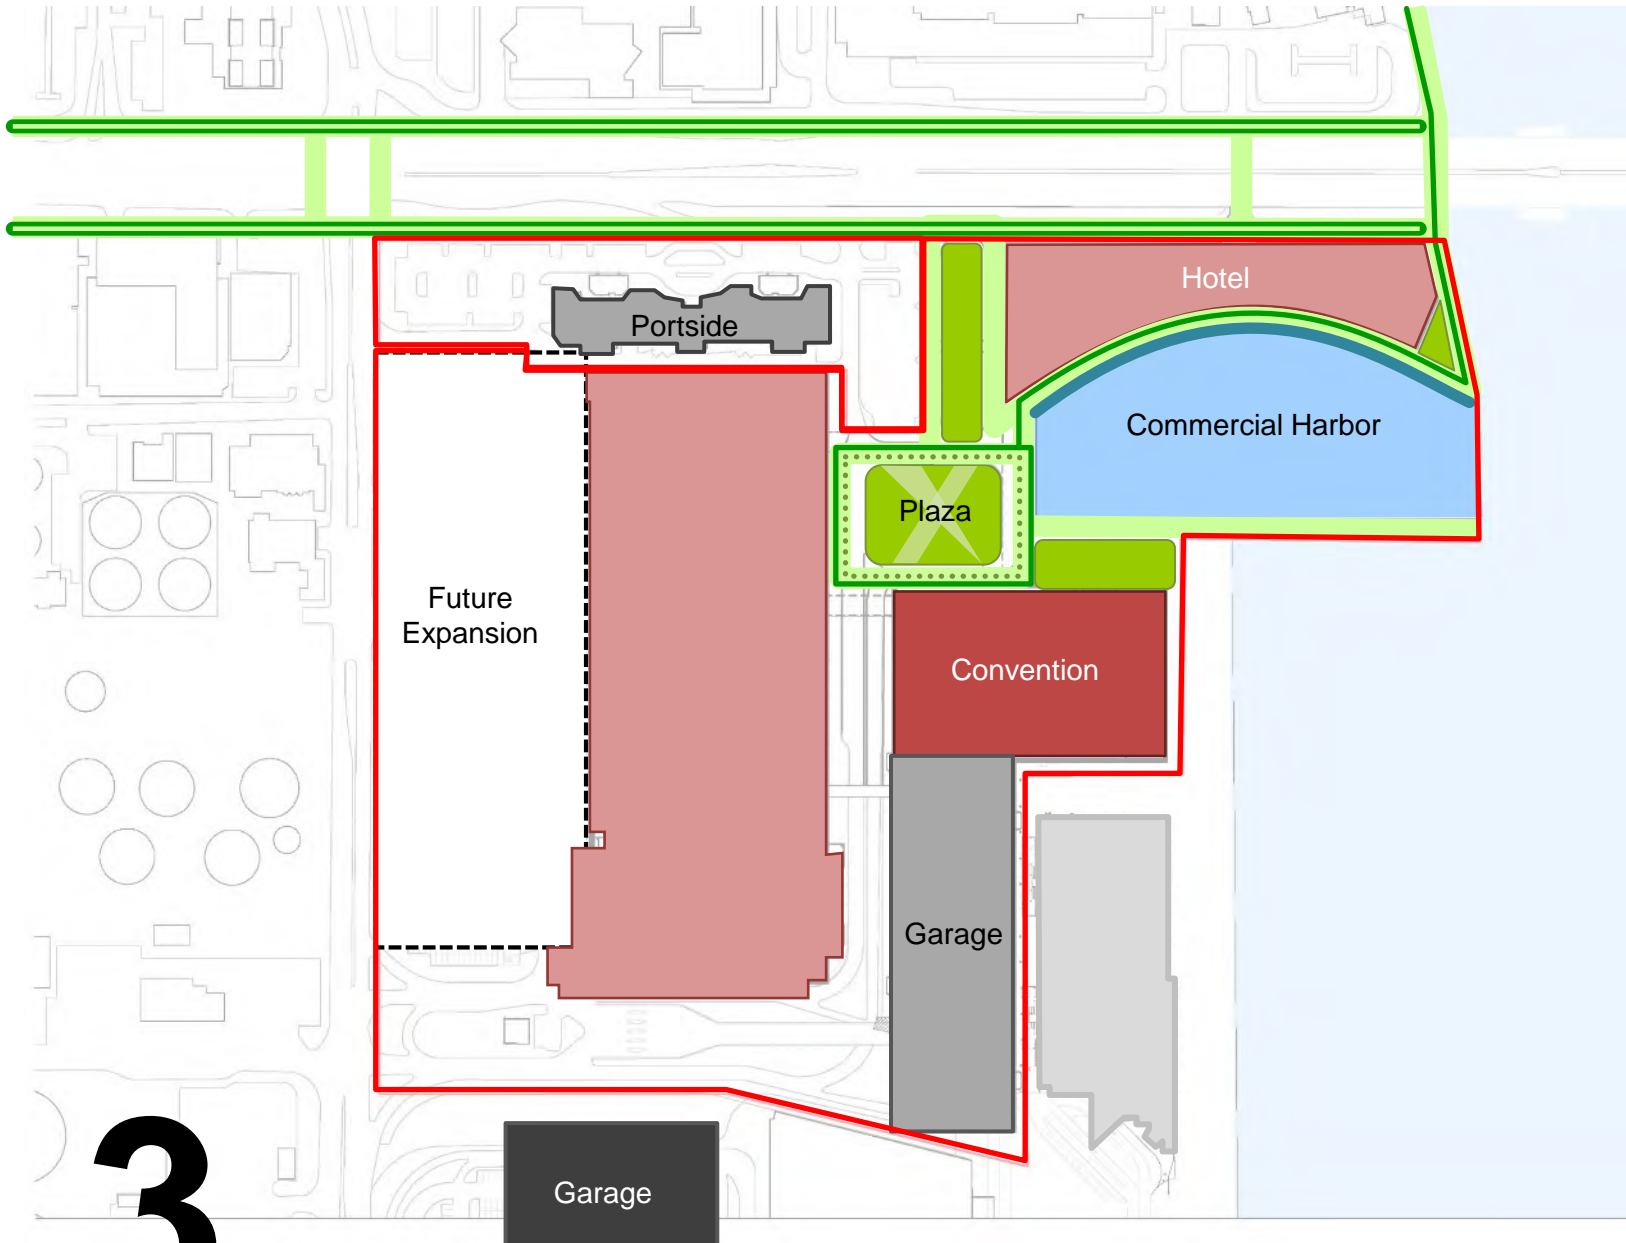 Hotel
Portside
Commercial Harbor
Plaza
Future
Expansion
Convention
Garage
3
Garage